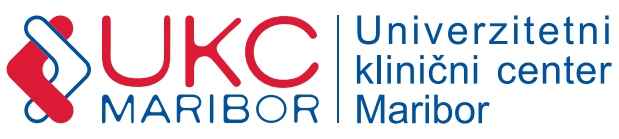 UKC
MARIBOR
Univerzitetni
klinični center
Maribor